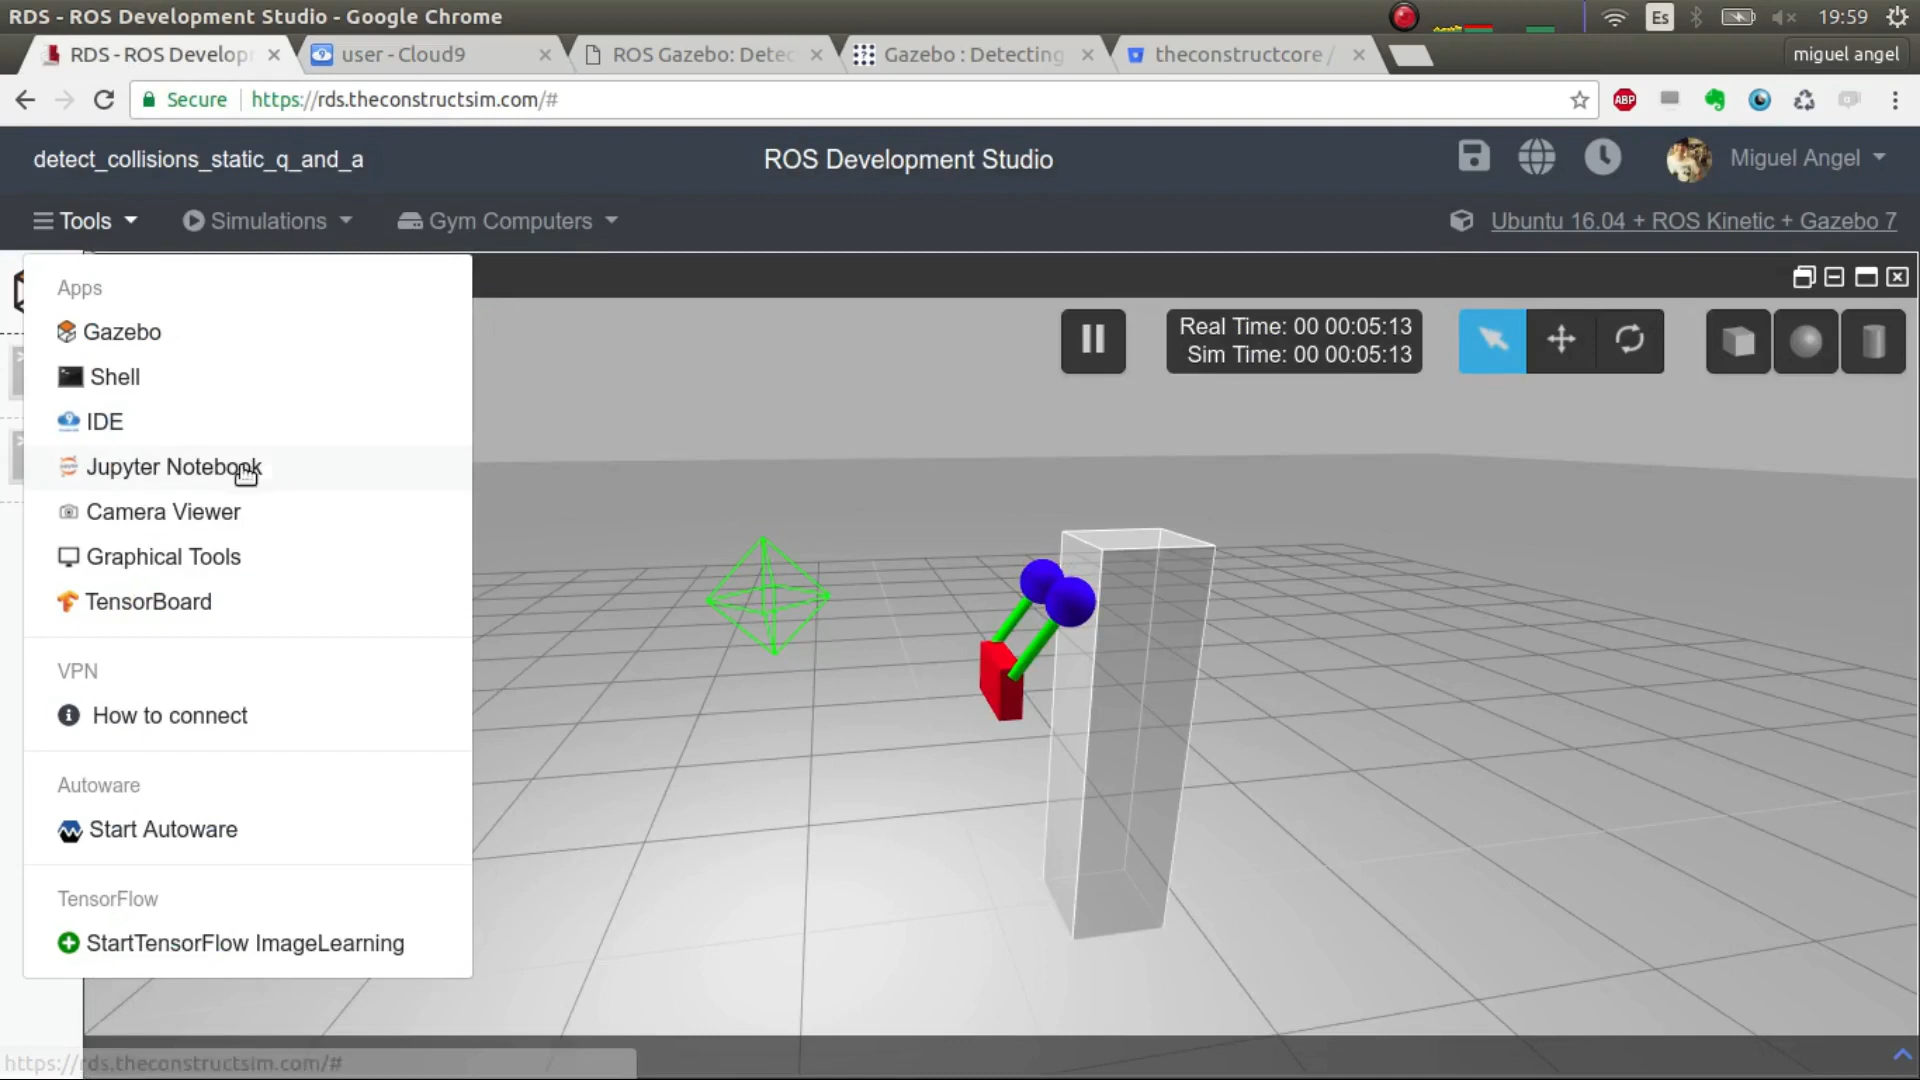 RDS - ROS Development Studio - Google Chrome
Es
19:59
RDS - ROS Develop
user - Cloud9
ROS Gazebo: Detec
Gazebo : Detecting
theconstructcore /
miguel angel
Secure
https://rds.theconstructsim.com/#
ABP
detect_collisions_static_q_and_a
ROS Development Studio
Miguel Angel
Tools
Simulations
Gym Computers
Ubuntu 16.04 + ROS Kinetic + Gazebo 7
Apps
Gazebo
Shell
IDE
Jupyter Notebook
Camera Viewer
Graphical Tools
TensorBoard
VPN
How to connect
Autoware
Start Autoware
TensorFlow
StartTensorFlow ImageLearning
Real Time: 00 00:05:13
Sim Time: 00 00:05:13
https://rds.theconstructsim.com/#